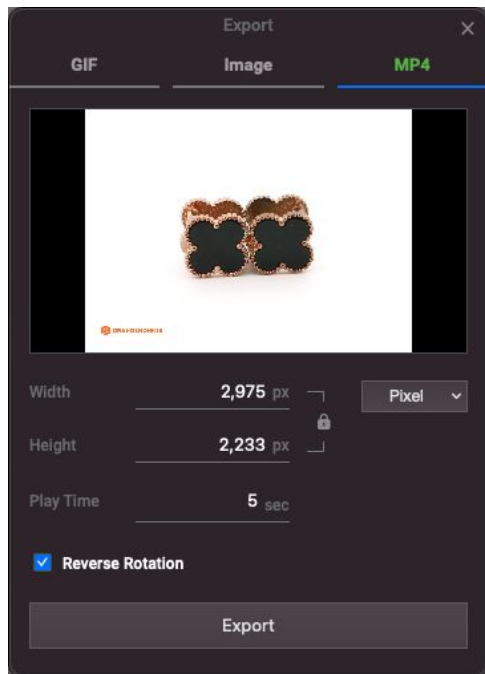 Export
GIF Image MP4
Width 2,975 px Pixel
Height 2,233 px
Play Time 5 sec
Reverse Rotation
Export